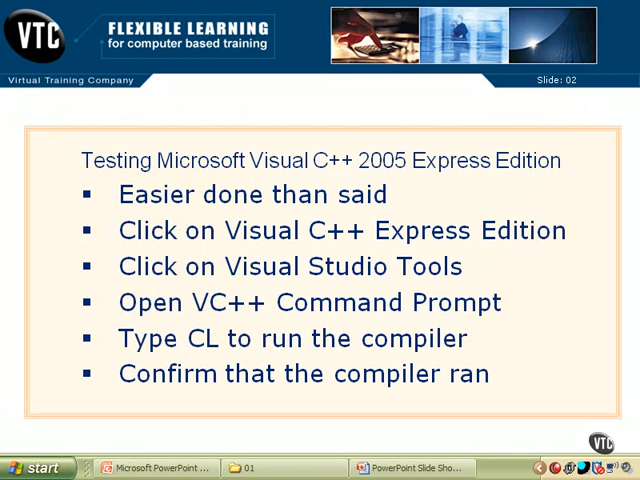 VTC
FLEXIBLE LEARNING
for computer based training
Virtual Training Company
Slide: 02
Testing Microsoft Visual C++ 2005 Express Edition
▪ Easier done than said
▪ Click on Visual C++ Express Edition
▪ Click on Visual Studio Tools
▪ Open VC++ Command Prompt
▪ Type CL to run the compiler
▪ Confirm that the compiler ran
VTC
start
Microsoft PowerPoint ...
01
PowerPoint Slide Sho...